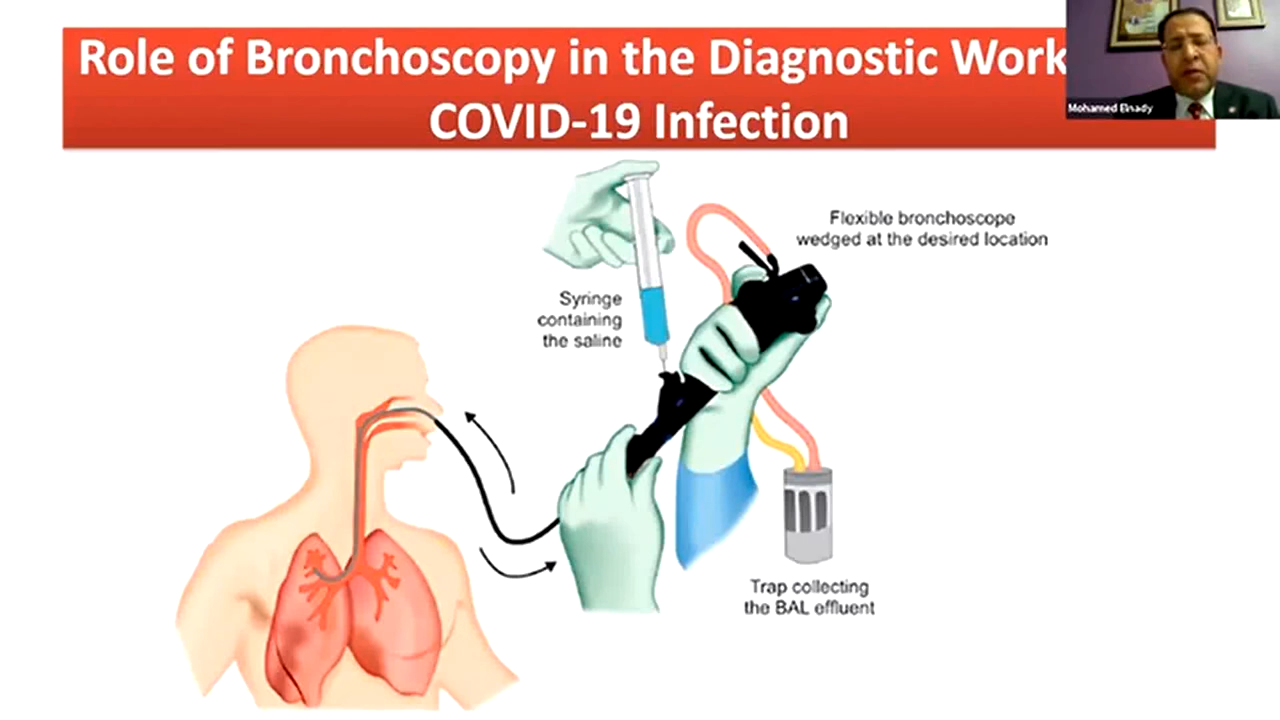 Role of Bronchoscopy in the Diagnostic Work
COVID-19 Infection
Mohamed Elnady
Flexible bronchoscope
wedged at the desired location
Syringe
containing
the saline
Trap collecting
the BAL effluent